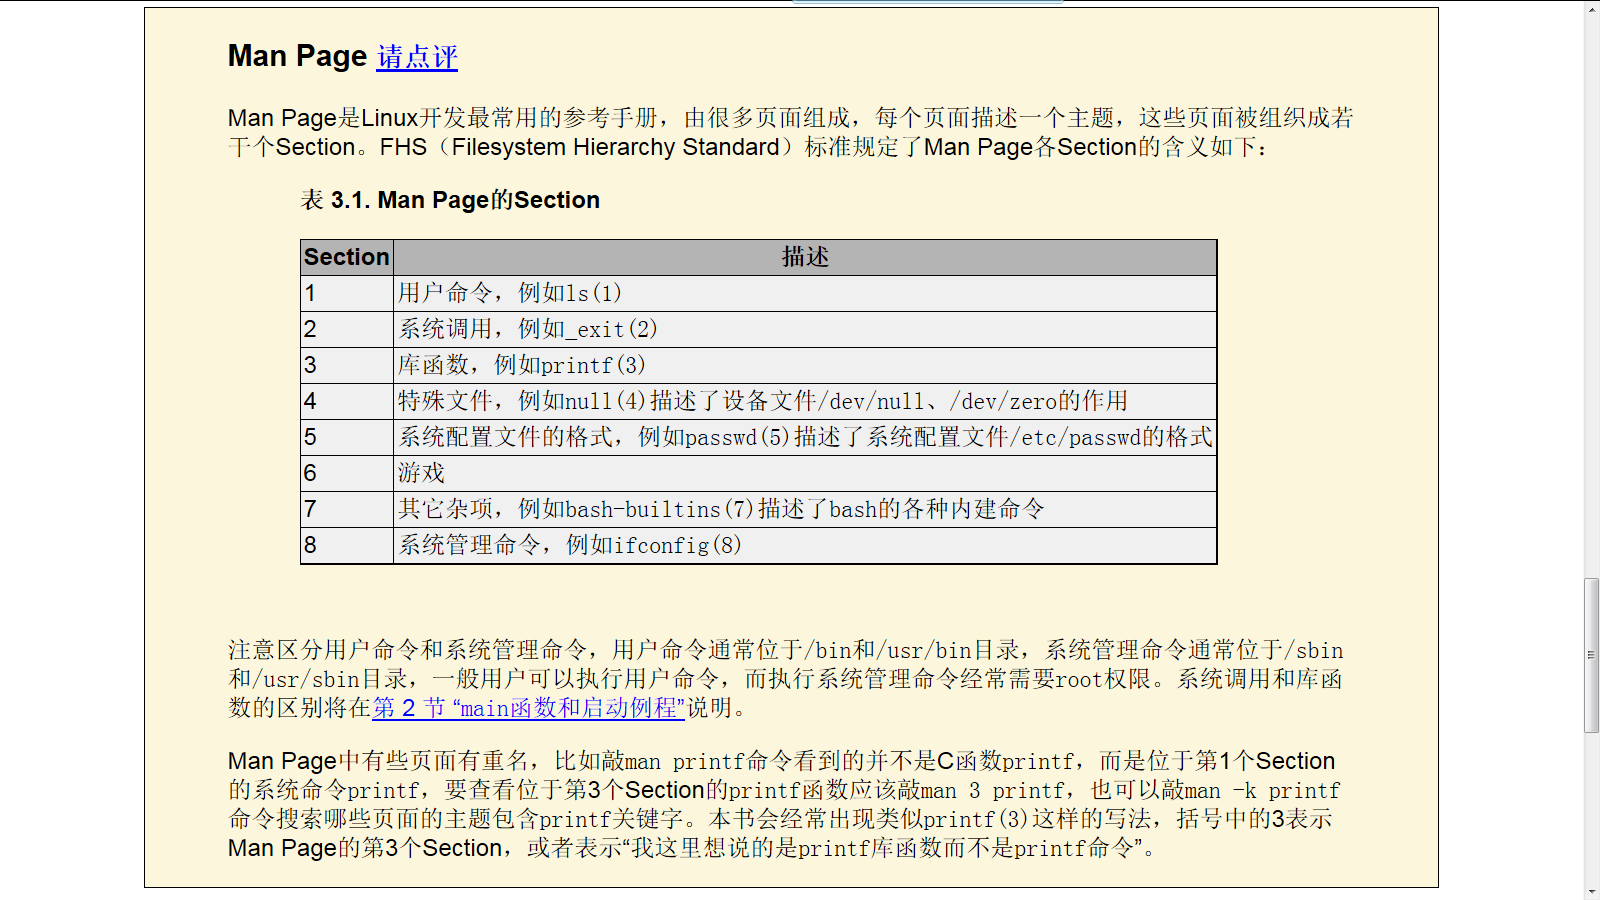 Man Page 请点评
Man Page是Linux开发最常用的参考手册，由很多页面组成，每个页面描述一个主题，这些页面被组织成若
干个Section。FHS（Filesystem Hierarchy Standard）标准规定了Man Page各Section的含义如下：
表 3.1. Man Page的Section
Section 描述
1 用户命令，例如ls(1)
2 系统调用，例如_exit(2)
3 库函数，例如printf(3)
4 特殊文件，例如null(4)描述了设备文件/dev/null、/dev/zero的作用
5 系统配置文件的格式，例如passwd(5)描述了系统配置文件/etc/passwd的格式
6 游戏
7 其它杂项，例如bash-builtins(7)描述了bash的各种内建命令
8 系统管理命令，例如ifconfig(8)
注意区分用户命令和系统管理命令，用户命令通常位于/bin和/usr/bin目录，系统管理命令通常位于/sbin
和/usr/sbin目录，一般用户可以执行用户命令，而执行系统管理命令经常需要root权限。系统调用和库函
数的区别将在第 2 节 “main函数和启动例程”说明。
Man Page中有些页面有重名，比如敲man printf命令看到的并不是C函数printf，而是位于第1个Section
的系统命令printf，要查看位于第3个Section的printf函数应该敲man 3 printf，也可以敲man -k printf
命令搜索哪些页面的主题包含printf关键字。本书会经常出现类似printf(3)这样的写法，括号中的3表示
Man Page的第3个Section，或者表示“我这里想说的是printf库函数而不是printf命令”。